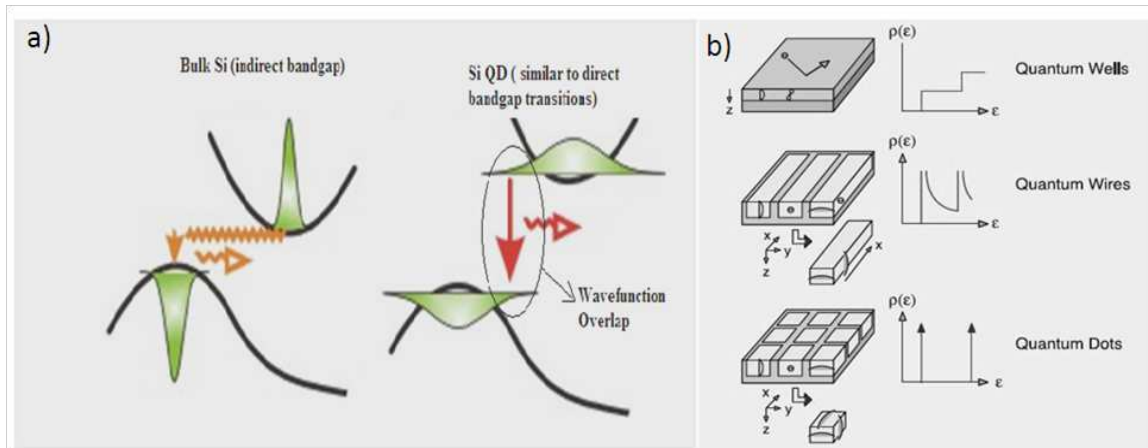 a)
Bulk Si (indirect bandgap)
Si QD ( similar to direct
bandgap transitions)
Wavefunction
Overlap
b)
ρ(ε)
Quantum Wells
z
ε
ρ(ε)
Quantum Wires
x
y
z
x
ε
ρ(ε)
Quantum Dots
x
y
z
ε